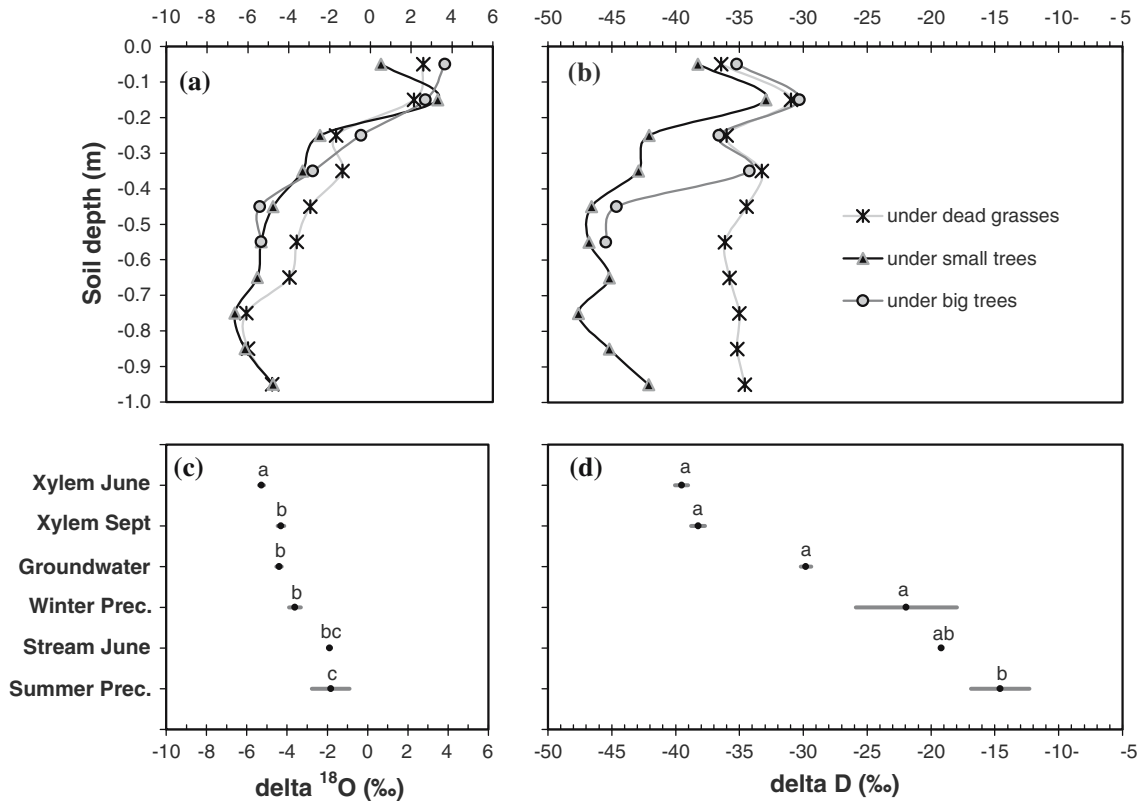 -10 -8 -6 -4 -2 0 2 4 6 -50 -45 -40 -35 -30 -25 -20 -15 -10 -5
0.0
-0.1
-0.2
-0.3
-0.4
-0.5
-0.6
-0.7
-0.8
-0.9
-1.0
Soil depth (m)
(a)
(b)
under dead grasses
under small trees
under big trees
(c)
(d)
Xylem June a a
Xylem Sept b a
Groundwater b a
Winter Prec. b a
Stream June bc ab
Summer Prec. c b
-10 -8 -6 -4 -2 0 2 4 6 -50 -45 -40 -35 -30 -25 -20 -15 -10 -5
delta ¹⁸O (‰) delta D (‰)